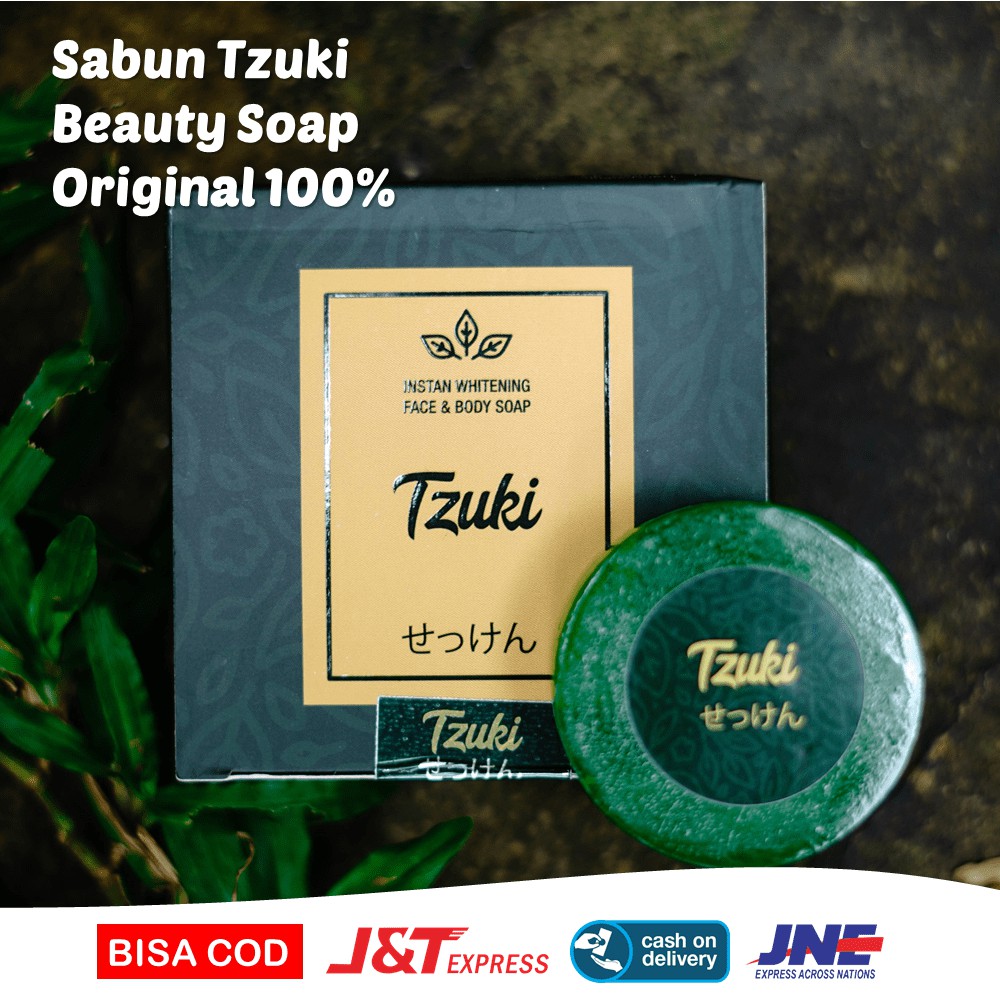 Sabun Tzuki
Beauty Soap
Original 100%
INSTAN WHITENING
FACE & BODY SOAP
Tzuki
せっけん
Tzuki
せっけん
Tzuki
せっけん
BISA COD
J&T EXPRESS
cash on
delivery
JNE
EXPRESS ACROSS NATIONS